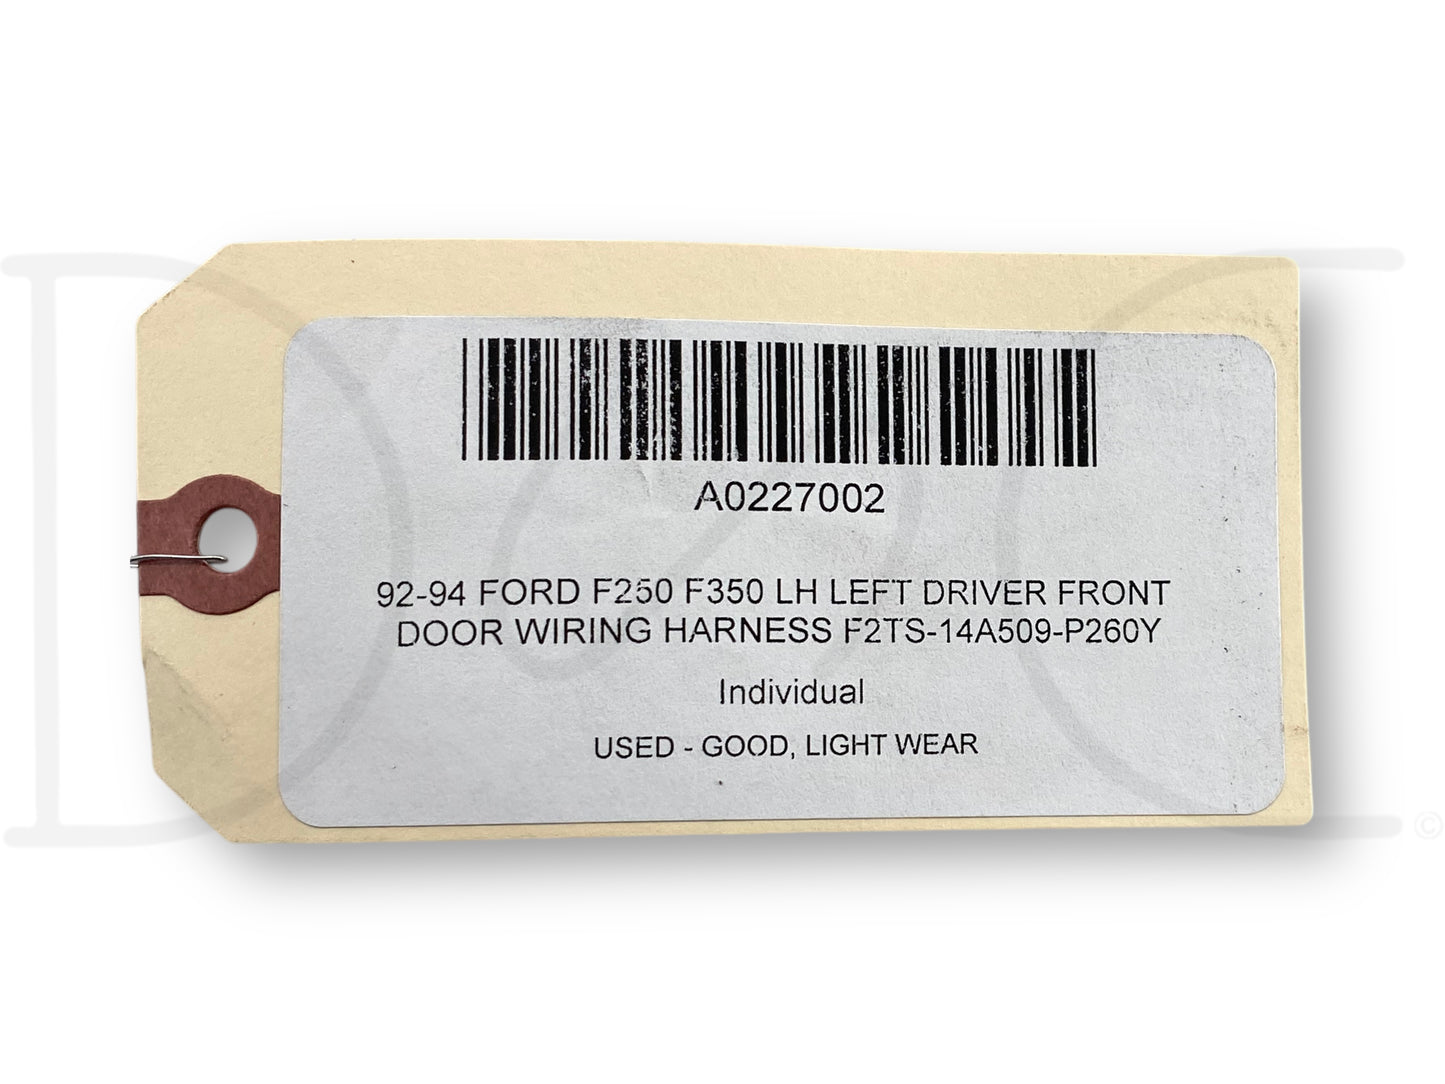 A0227002
92-94 FORD F250 F350 LH LEFT DRIVER FRONT
DOOR WIRING HARNESS F2TS-14A509-P260Y
Individual
USED - GOOD, LIGHT WEAR
©